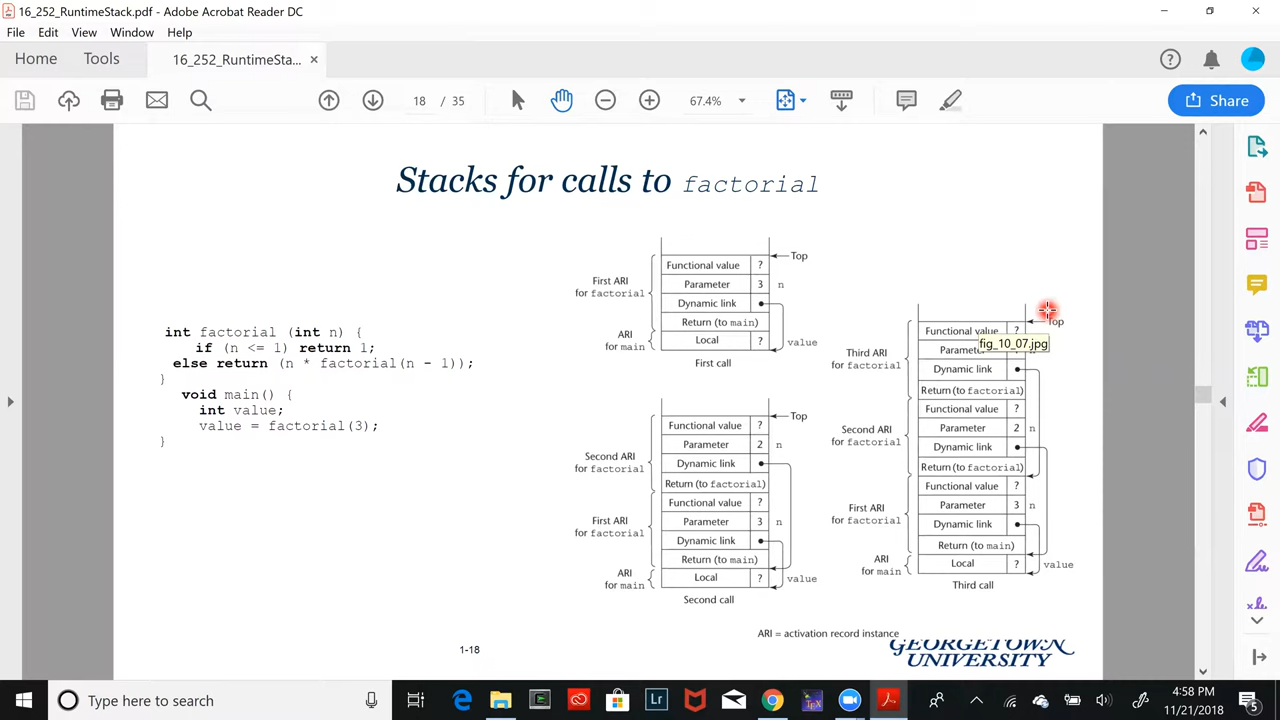 16_252_RuntimeStack.pdf - Adobe Acrobat Reader DC
File Edit View Window Help
Home Tools 16_252_RuntimeSta... ×
18 / 35 67.4% Share
Stacks for calls to factorial
int factorial (int n) {
if (n <= 1) return 1;
else return (n * factorial(n - 1));
}
void main() {
int value;
value = factorial(3);
}
Top
First ARI for factorial
Functional value ?
Parameter 3 n
Dynamic link
Return (to main)
ARI for main
Local ? value
First call
Top
Second ARI for factorial
Functional value ?
Parameter 2 n
Dynamic link
Return (to factorial)
First ARI for factorial
Functional value ?
Parameter 3 n
Dynamic link
Return (to main)
ARI for main
Local ? value
Second call
Top
Third ARI for factorial
Functional value ?
fig_10_07.jpg
Dynamic link
Return (to factorial)
Second ARI for factorial
Functional value ?
Parameter 2 n
Dynamic link
Return (to factorial)
First ARI for factorial
Functional value ?
Parameter 3 n
Dynamic link
Return (to main)
ARI for main
Local ? value
Third call
ARI = activation record instance
1-18
GEORGETOWN
UNIVERSITY
Type here to search
4:58 PM
11/21/2018
5